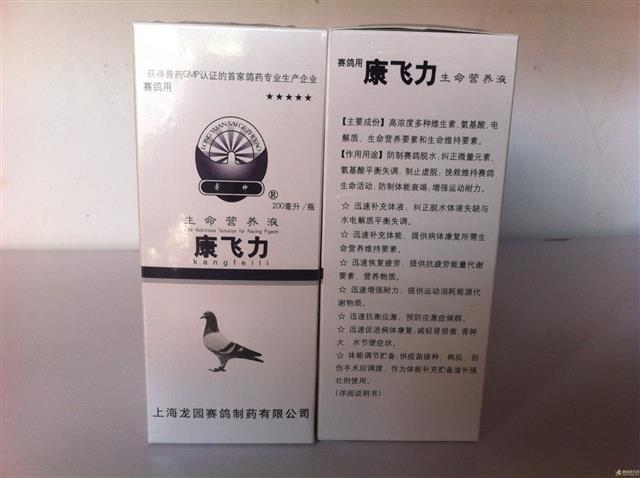 获得兽药GMP认证的首家鸽药专业生产企业
赛鸽用
★★★★★
LONG YUAN SAI GE ZHI YAO
赛神
®
200毫升/瓶
生命营养液
Life Nutritious Solution for Racing Pigeon
康飞力
kangfeili
上海龙园赛鸽制药有限公司
赛鸽用
康飞力生命营养液
【主要成份】高浓度多种维生素、氨基酸、电
解质、生命营养要素和生命维持要素。
【作用用途】防制赛鸽脱水,纠正微量元素、
氨基酸平衡失调,制止虚脱,挽救维持赛鸽
生命活动;防制体能衰竭,增强运动耐力。
☆ 迅速补充体液,纠正脱水体液缺失与
水电解质平衡失调。
☆ 迅速补充体能,提供病体康复所需生
命营养维持要素。
☆ 迅速恢复疲劳,提供抗疲劳能量代谢
要素,营养物质。
☆ 迅速增强耐力,提供运动消耗能源代
谢物质。
☆ 迅速抗衡应激,预防应激症候群。
☆ 迅速促进病体康复,减轻肾损害,肾肿
大、水节便症状。
☆ 体能调节贮备,供疫苗接种、病后、创
伤手术后调理,作为体能补充贮备滋补强
壮剂使用。
(详阅说明书)